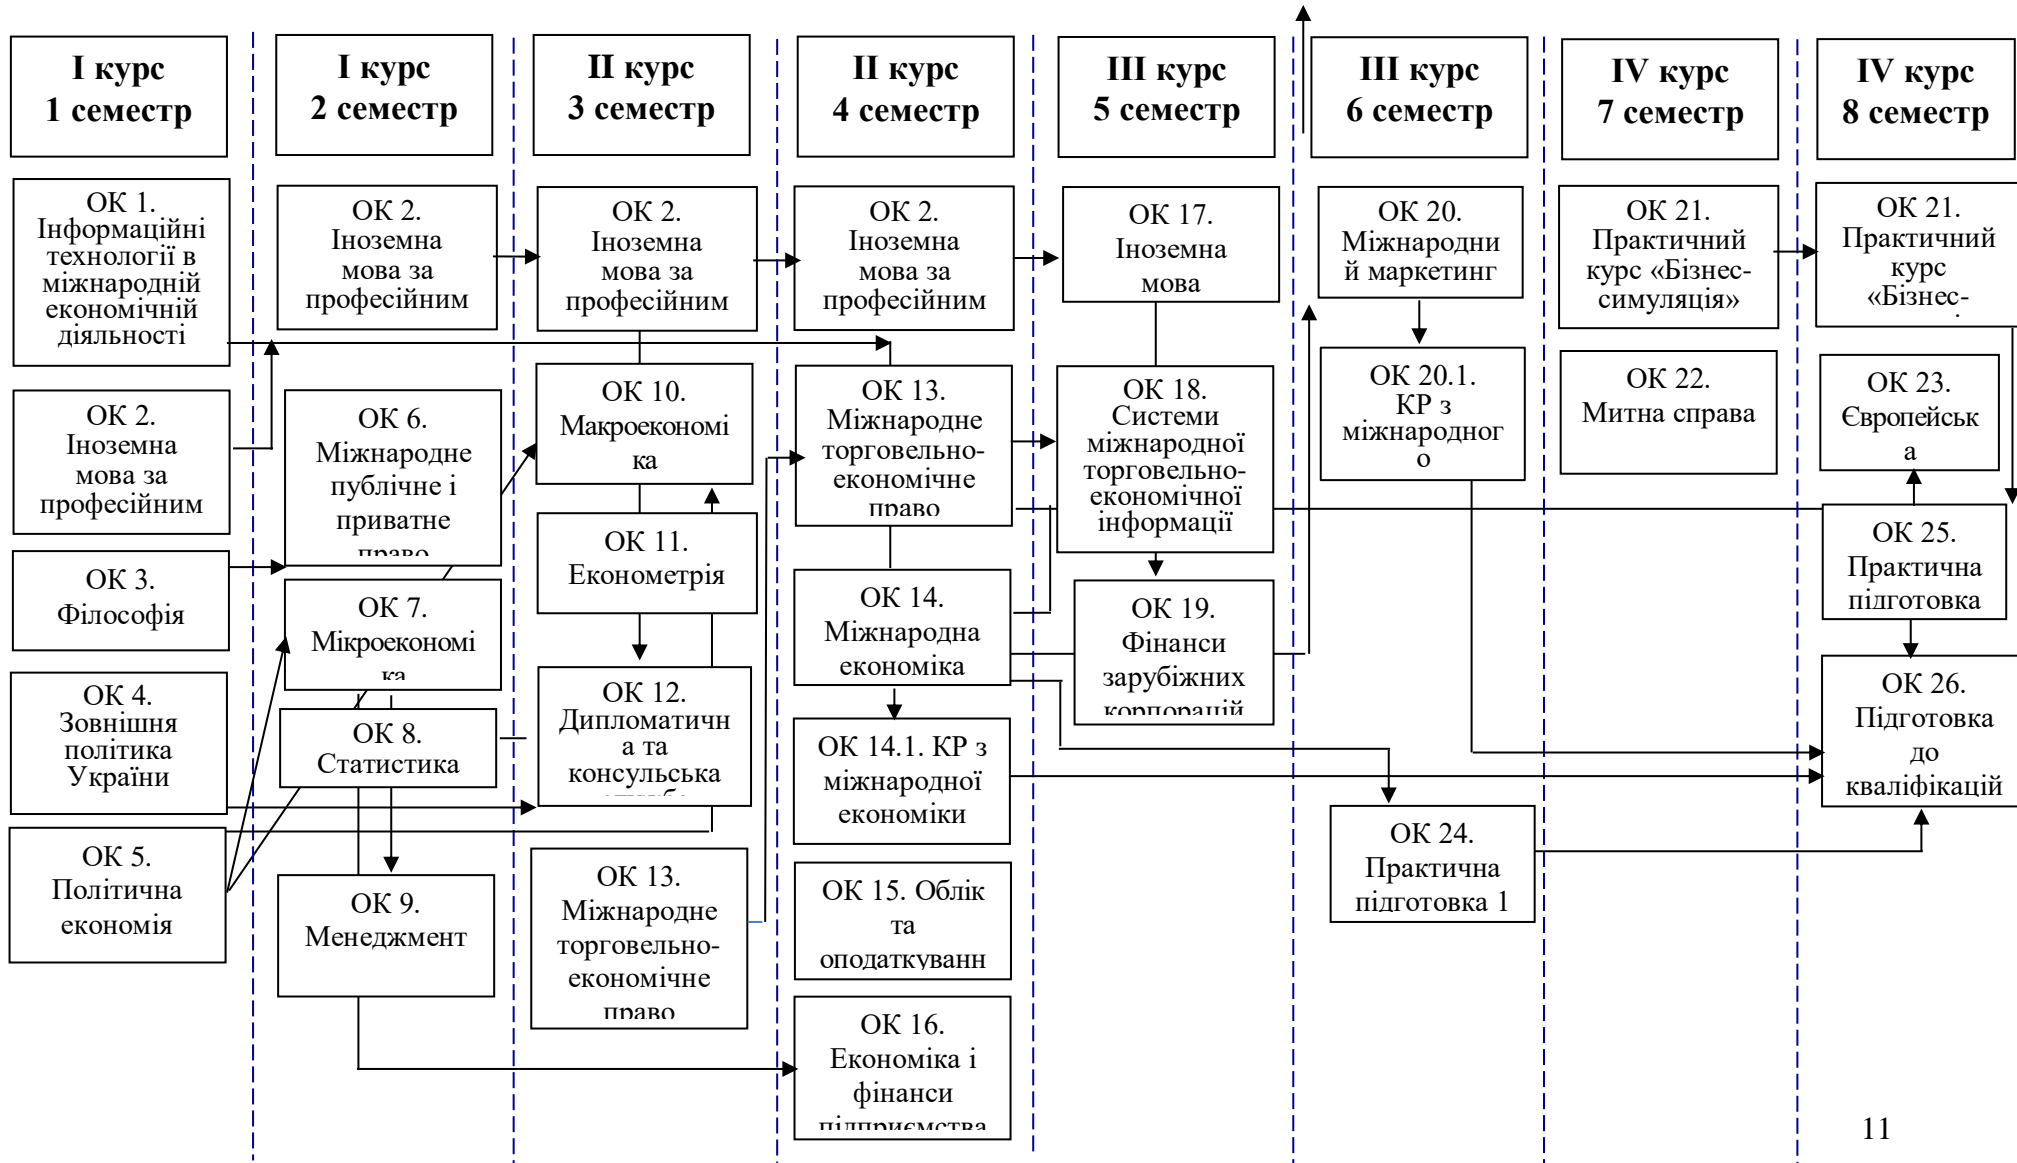 І курс
1 семестр
І курс
2 семестр
ІІ курс
3 семестр
ІІ курс
4 семестр
ІІІ курс
5 семестр
ІІІ курс
6 семестр
IV курс
7 семестр
IV курс
8 семестр
ОК 1.
Інформаційні
технології в
міжнародній
економічній
діяльності
ОК 2.
Іноземна
мова за
професійним
ОК 3.
Філософія
ОК 4.
Зовнішня
політика
України
ОК 5.
Політична
економія
ОК 2.
Іноземна
мова за
професійним
ОК 6.
Міжнародне
публічне і
приватне
право
ОК 7.
Мікроекономі
ка
ОК 8.
Статистика
ОК 9.
Менеджмент
ОК 2.
Іноземна
мова за
професійним
ОК 10.
Макроекономі
ка
ОК 11.
Економетрія
ОК 12.
Дипломатичн
а та
консульська
ОК 13.
Міжнародне
торговельно-
економічне
право
ОК 2.
Іноземна
мова за
професійним
ОК 13.
Міжнародне
торговельно-
економічне
право
ОК 14.
Міжнародна
економіка
ОК 14.1. КР з
міжнародної
економіки
ОК 15. Облік
та
оподаткуванн
ОК 16.
Економіка і
фінанси
підприємства
ОК 17.
Іноземна
мова
ОК 18.
Системи
міжнародної
торговельно-
економічної
інформації
ОК 19.
Фінанси
зарубіжних
корпорацій
ОК 20.
Міжнародни
й маркетинг
ОК 20.1.
КР з
міжнародног
о
ОК 24.
Практична
підготовка 1
ОК 21.
Практичний
курс «Бізнес-
симуляція»
ОК 22.
Митна справа
ОК 21.
Практичний
курс
«Бізнес-
ОК 23.
Європейськ
а
ОК 25.
Практична
підготовка
ОК 26.
Підготовка
до
кваліфікацій
11